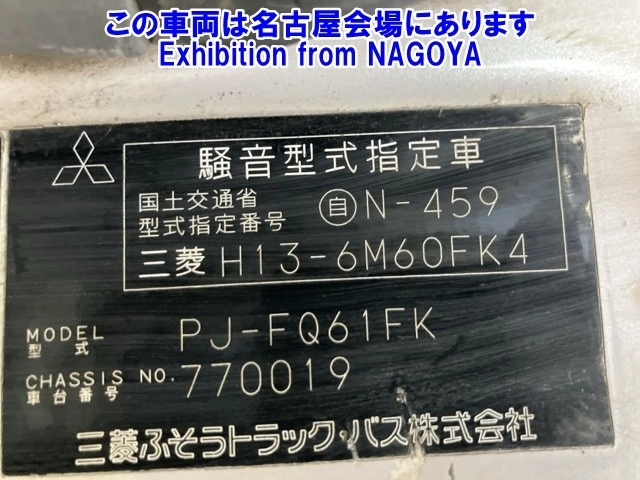 この車両は名古屋会場にあります
Exhibition from NAGOYA
騒音型式指定車
国土交通省
型式指定番号 自 N-459
三菱 H13-6M60FK4
MODEL
型式 PJ-FQ61FK
CHASSIS NO.
車台番号 770019
三菱ふそうトラック・バス株式会社